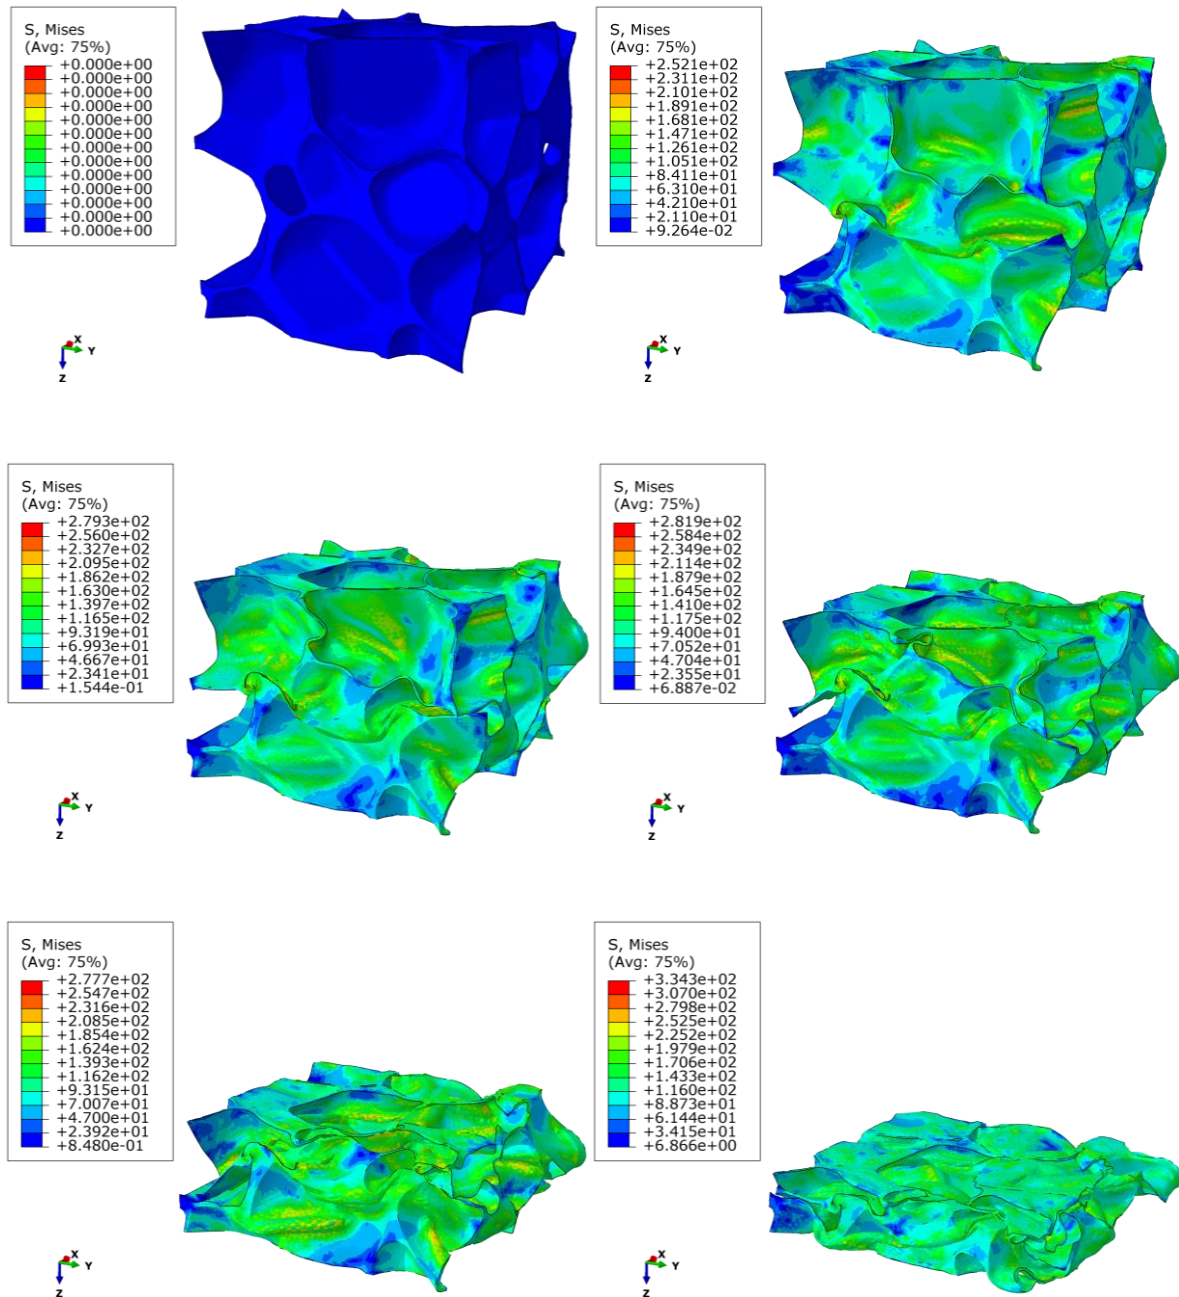 S, Mises
(Avg: 75%)
+0.000e+00
+0.000e+00
+0.000e+00
+0.000e+00
+0.000e+00
+0.000e+00
+0.000e+00
+0.000e+00
+0.000e+00
+0.000e+00
+0.000e+00
+0.000e+00
+0.000e+00
X
Y
Z
S, Mises
(Avg: 75%)
+2.521e+02
+2.311e+02
+2.101e+02
+1.891e+02
+1.681e+02
+1.471e+02
+1.261e+02
+1.051e+02
+8.411e+01
+6.310e+01
+4.210e+01
+2.110e+01
+9.264e-02
X
Y
Z
S, Mises
(Avg: 75%)
+2.793e+02
+2.560e+02
+2.327e+02
+2.095e+02
+1.862e+02
+1.630e+02
+1.397e+02
+1.165e+02
+9.319e+01
+6.993e+01
+4.667e+01
+2.341e+01
+1.544e-01
X
Y
Z
S, Mises
(Avg: 75%)
+2.819e+02
+2.584e+02
+2.349e+02
+2.114e+02
+1.879e+02
+1.645e+02
+1.410e+02
+1.175e+02
+9.400e+01
+7.052e+01
+4.704e+01
+2.355e+01
+6.887e-02
X
Y
Z
S, Mises
(Avg: 75%)
+2.777e+02
+2.547e+02
+2.316e+02
+2.085e+02
+1.854e+02
+1.624e+02
+1.393e+02
+1.162e+02
+9.315e+01
+7.007e+01
+4.700e+01
+2.392e+01
+8.480e-01
X
Y
Z
S, Mises
(Avg: 75%)
+3.343e+02
+3.070e+02
+2.798e+02
+2.525e+02
+2.252e+02
+1.979e+02
+1.706e+02
+1.433e+02
+1.160e+02
+8.873e+01
+6.144e+01
+3.415e+01
+6.866e+00
X
Y
Z